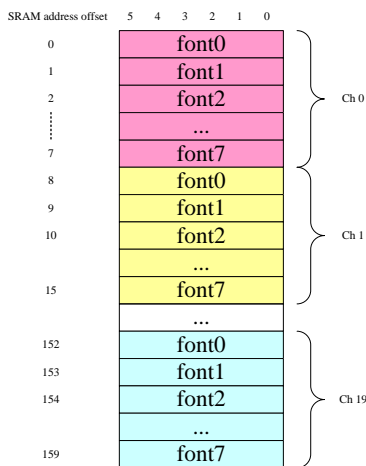 SRAM address offset 5 4 3 2 1 0
0 font0
1 font1
2 font2
... Ch 0
7 font7
8 font0
9 font1
10 font2 Ch 1
...
15 font7
...
152 font0
153 font1
154 font2 Ch 19
...
159 font7